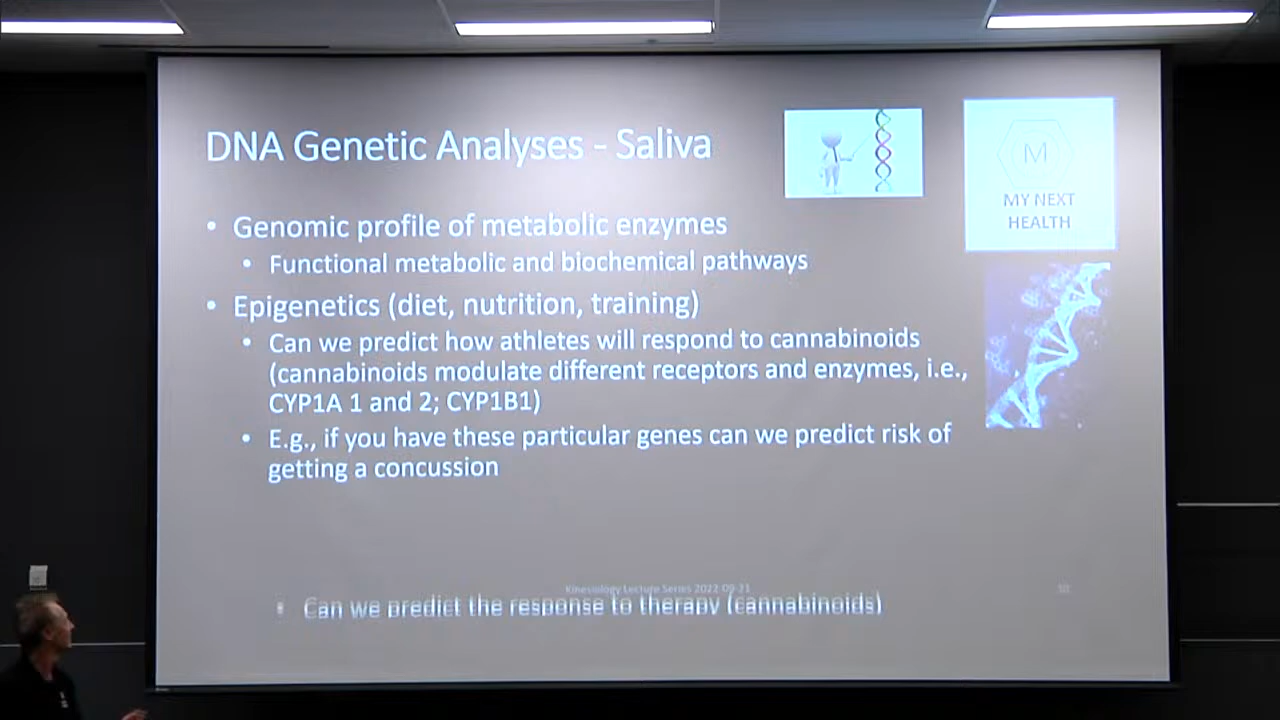 DNA Genetic Analyses - Saliva
M
MY NEXT
HEALTH
• Genomic profile of metabolic enzymes
• Functional metabolic and biochemical pathways
• Epigenetics (diet, nutrition, training)
• Can we predict how athletes will respond to cannabinoids
(cannabinoids modulate different receptors and enzymes, i.e.,
CYP1A 1 and 2; CYP1B1)
• E.g., if you have these particular genes can we predict risk of
getting a concussion
Kinesiology Lecture Series 2022-09-21
• Can we predict the response to therapy (cannabinoids)